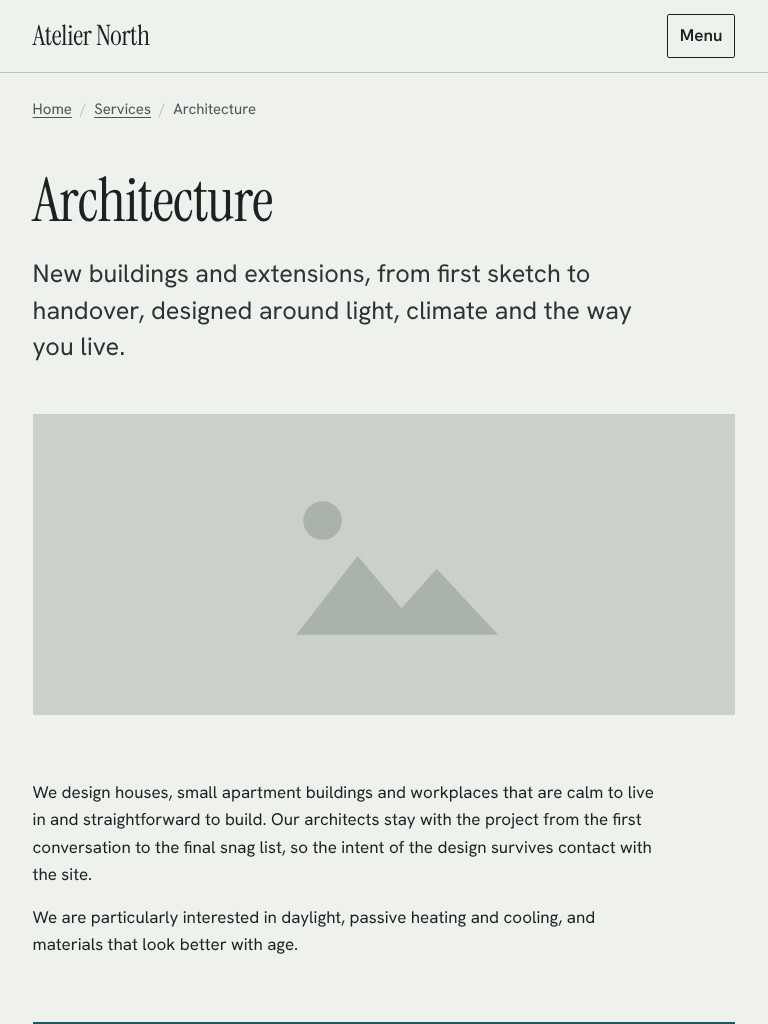 Atelier North
Menu
Home / Services / Architecture
Architecture
New buildings and extensions, from first sketch to
handover, designed around light, climate and the way
you live.
We design houses, small apartment buildings and workplaces that are calm to live
in and straightforward to build. Our architects stay with the project from the first
conversation to the final snag list, so the intent of the design survives contact with
the site.
We are particularly interested in daylight, passive heating and cooling, and
materials that look better with age.